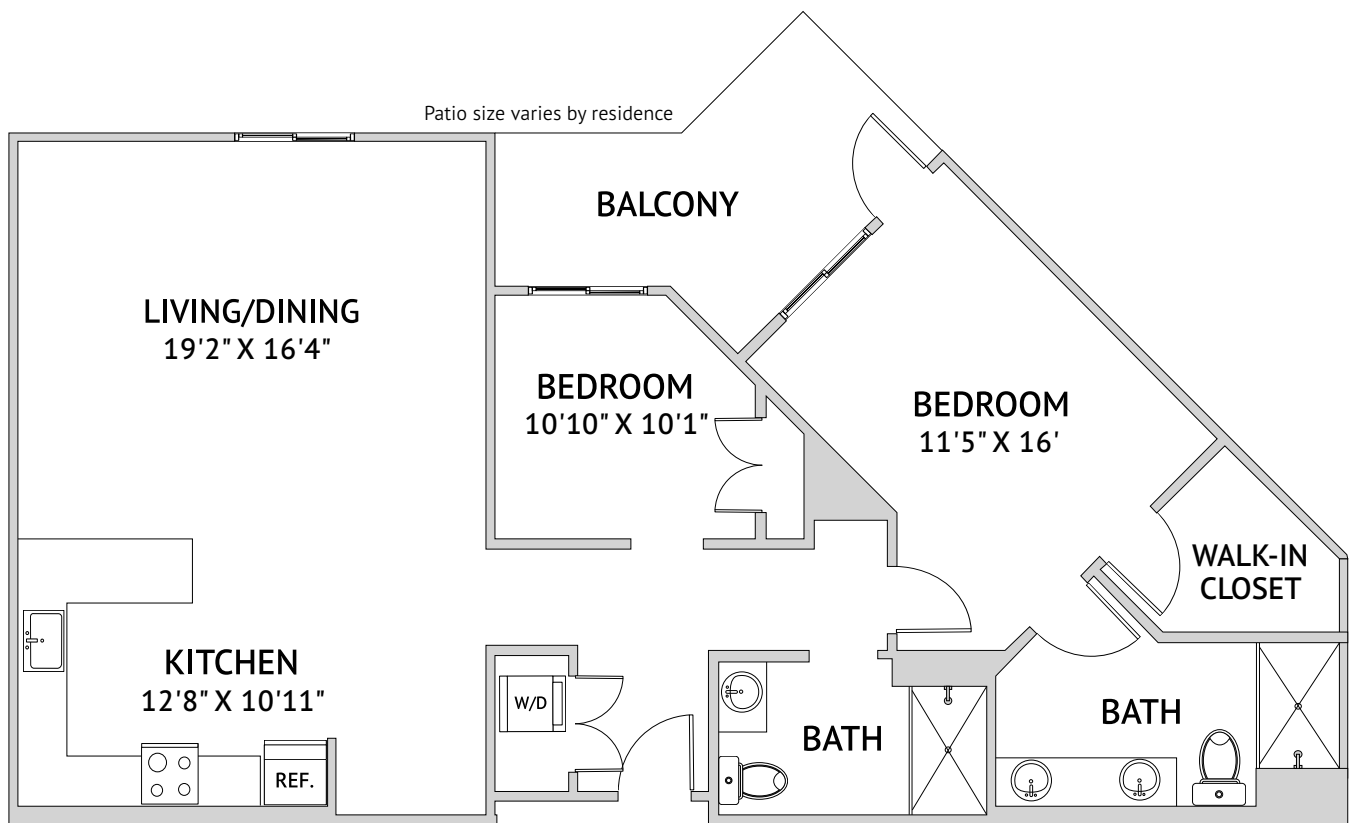 Patio size varies by residence
BALCONY
LIVING/DINING
19'2" X 16'4"
BEDROOM
10'10" X 10'1"
BEDROOM
11'5" X 16'
WALK-IN
CLOSET
KITCHEN
12'8" X 10'11"
W/D
BATH
BATH
REF.